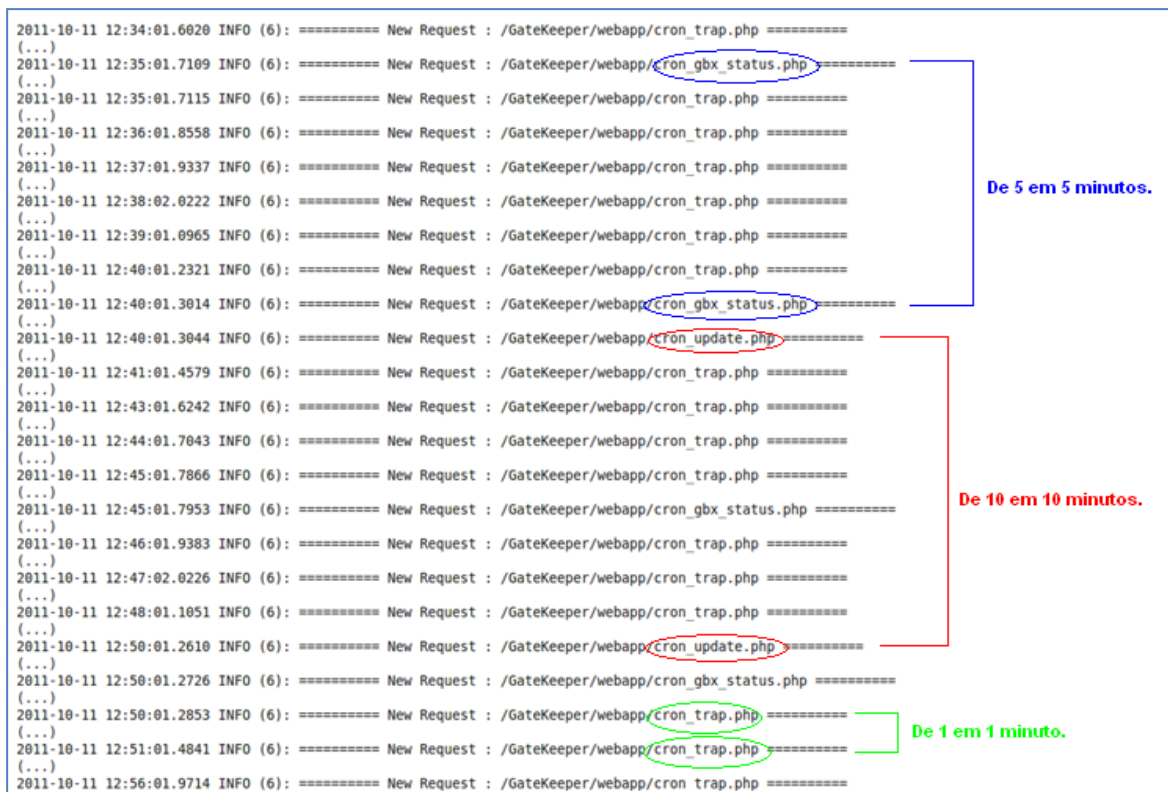 2011-10-11 12:34:01.6020 INFO (6): ========== New Request : /GateKeeper/webapp/cron_trap.php ==========
(...)
2011-10-11 12:35:01.7109 INFO (6): ========== New Request : /GateKeeper/webapp/cron_gbx_status.php ==========
(...)
2011-10-11 12:35:01.7115 INFO (6): ========== New Request : /GateKeeper/webapp/cron_trap.php ==========
(...)
2011-10-11 12:36:01.8558 INFO (6): ========== New Request : /GateKeeper/webapp/cron_trap.php ==========
(...)
2011-10-11 12:37:01.9337 INFO (6): ========== New Request : /GateKeeper/webapp/cron_trap.php ==========
(...)
De 5 em 5 minutos.
2011-10-11 12:38:02.0222 INFO (6): ========== New Request : /GateKeeper/webapp/cron_trap.php ==========
(...)
2011-10-11 12:39:01.0965 INFO (6): ========== New Request : /GateKeeper/webapp/cron_trap.php ==========
(...)
2011-10-11 12:40:01.2321 INFO (6): ========== New Request : /GateKeeper/webapp/cron_trap.php ==========
(...)
2011-10-11 12:40:01.3014 INFO (6): ========== New Request : /GateKeeper/webapp/cron_gbx_status.php ==========
(...)
2011-10-11 12:40:01.3044 INFO (6): ========== New Request : /GateKeeper/webapp/cron_update.php ==========
(...)
2011-10-11 12:41:01.4579 INFO (6): ========== New Request : /GateKeeper/webapp/cron_trap.php ==========
(...)
2011-10-11 12:43:01.6242 INFO (6): ========== New Request : /GateKeeper/webapp/cron_trap.php ==========
(...)
2011-10-11 12:44:01.7043 INFO (6): ========== New Request : /GateKeeper/webapp/cron_trap.php ==========
(...)
2011-10-11 12:45:01.7866 INFO (6): ========== New Request : /GateKeeper/webapp/cron_trap.php ==========
(...)
De 10 em 10 minutos.
2011-10-11 12:45:01.7953 INFO (6): ========== New Request : /GateKeeper/webapp/cron_gbx_status.php ==========
(...)
2011-10-11 12:46:01.9383 INFO (6): ========== New Request : /GateKeeper/webapp/cron_trap.php ==========
(...)
2011-10-11 12:47:02.0226 INFO (6): ========== New Request : /GateKeeper/webapp/cron_trap.php ==========
(...)
2011-10-11 12:48:01.1051 INFO (6): ========== New Request : /GateKeeper/webapp/cron_trap.php ==========
(...)
2011-10-11 12:50:01.2610 INFO (6): ========== New Request : /GateKeeper/webapp/cron_update.php ==========
(...)
2011-10-11 12:50:01.2726 INFO (6): ========== New Request : /GateKeeper/webapp/cron_gbx_status.php ==========
(...)
2011-10-11 12:50:01.2853 INFO (6): ========== New Request : /GateKeeper/webapp/cron_trap.php ==========
(...)
De 1 em 1 minuto.
2011-10-11 12:51:01.4841 INFO (6): ========== New Request : /GateKeeper/webapp/cron_trap.php ==========
(...)
2011-10-11 12:56:01.9714 INFO (6): ========== New Request : /GateKeeper/webapp/cron_trap.php ==========